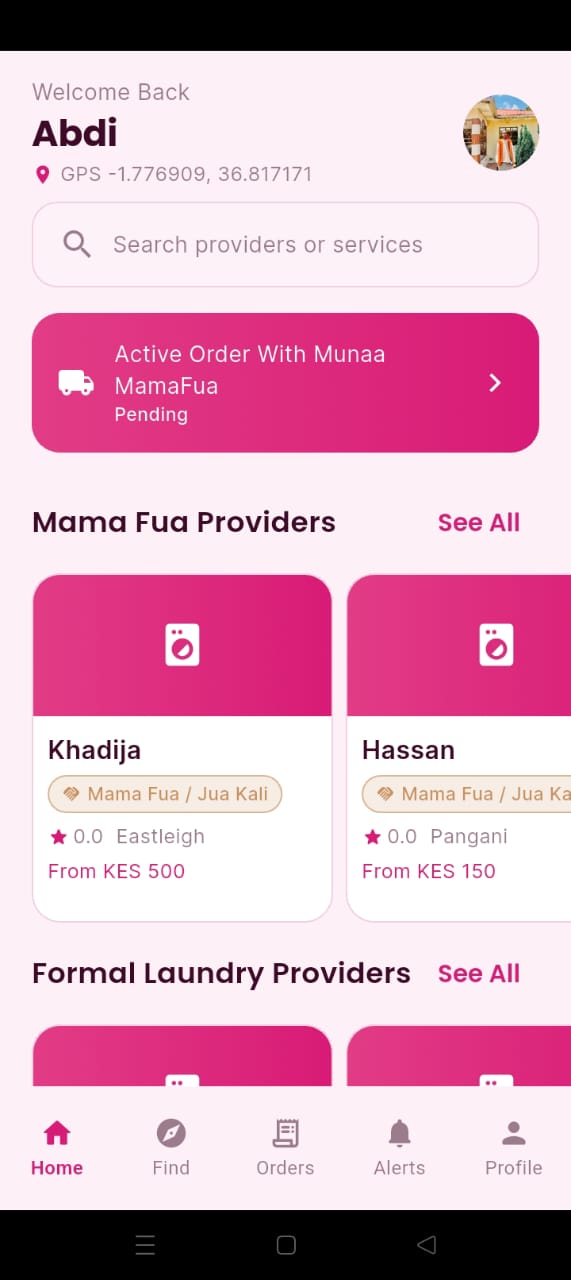 Welcome Back
Abdi
GPS -1.776909, 36.817171
Search providers or services
Active Order With Munaa
MamaFua
Pending
Mama Fua Providers
See All
Khadija
Mama Fua / Jua Kali
0.0 Eastleigh
From KES 500
Hassan
Mama Fua / Jua Ka
0.0 Pangani
From KES 150
Formal Laundry Providers
See All
Home
Find
Orders
Alerts
Profile